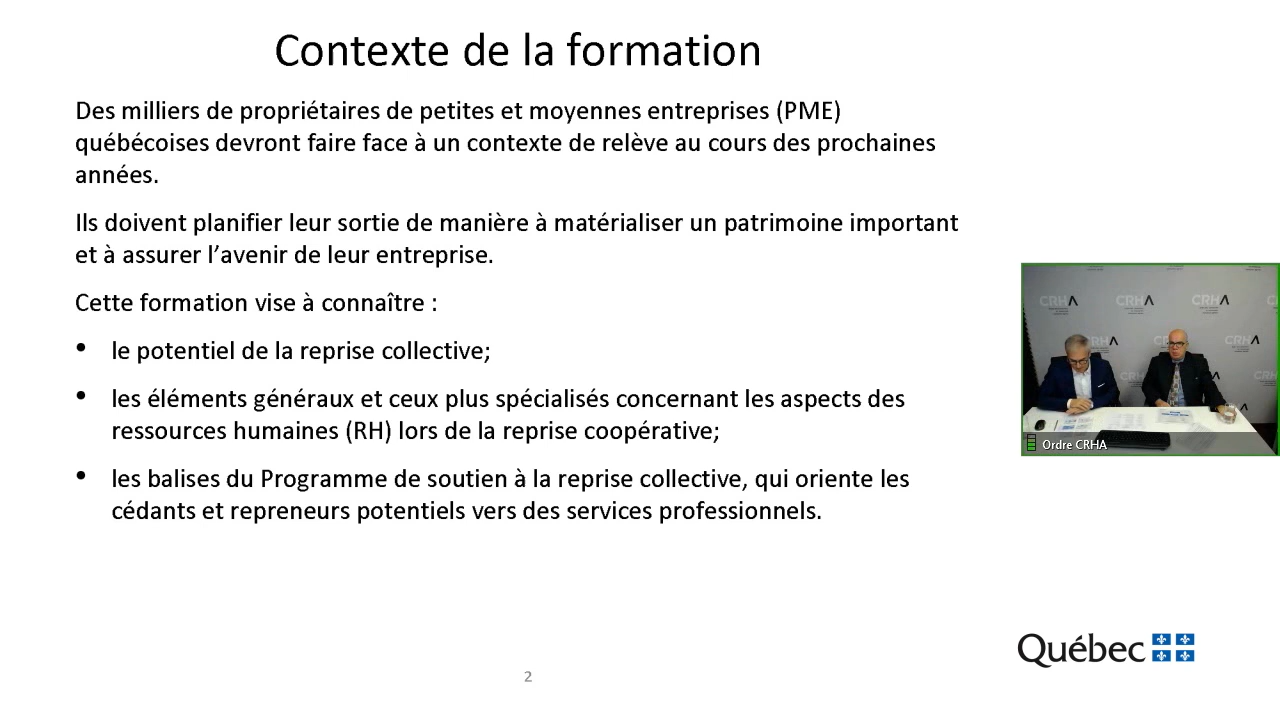 Contexte de la formation
Des milliers de propriétaires de petites et moyennes entreprises (PME)
québécoises devront faire face à un contexte de relève au cours des prochaines
années.
Ils doivent planifier leur sortie de manière à matérialiser un patrimoine important
et à assurer l’avenir de leur entreprise.
Cette formation vise à connaître :
• le potentiel de la reprise collective;
• les éléments généraux et ceux plus spécialisés concernant les aspects des
ressources humaines (RH) lors de la reprise coopérative;
• les balises du Programme de soutien à la reprise collective, qui oriente les
cédants et repreneurs potentiels vers des services professionnels.
CRHA CRHA CRHA
Ordre CRHA
Québec
2